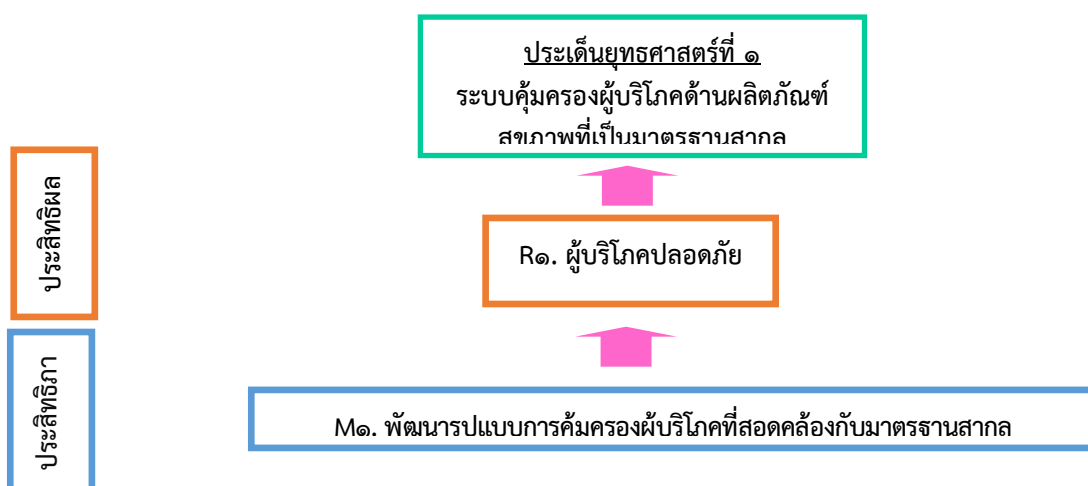 ประเด็นยุทธศาสตร์ที่ ๑
ระบบคุ้มครองผู้บริโภคด้านผลิตภัณฑ์
สุขภาพที่เป็นมาตรฐานสากล
ประสิทธิผล
R๑. ผู้บริโภคปลอดภัย
ประสิทธิภา
M๑. พัฒนารูปแบบการคุ้มครองผู้บริโภคที่สอดคล้องกับมาตรฐานสากล